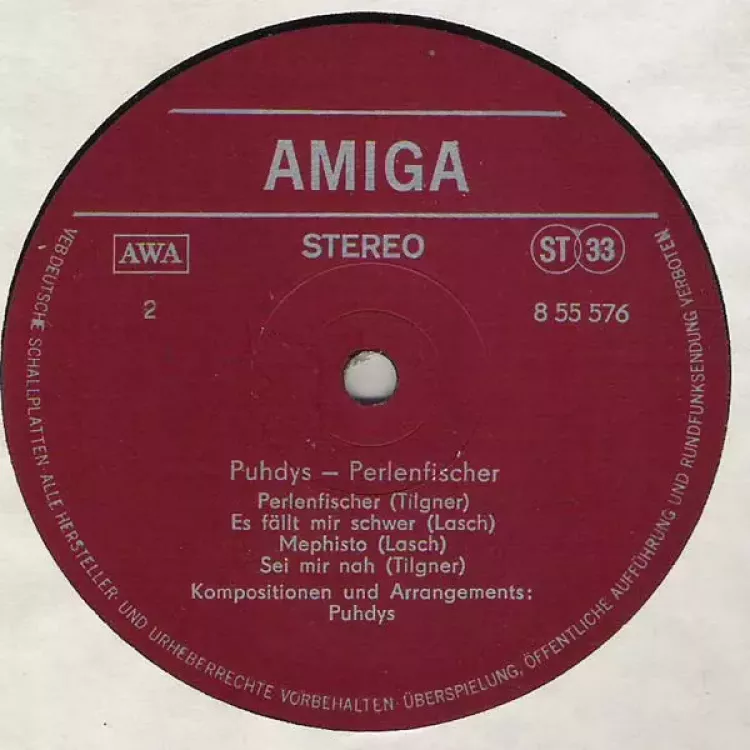 AMIGA
AWA
STEREO
ST 33
2
8 55 576
Puhdys – Perlenfischer
Perlenfischer (Tilgner)
Es fällt mir schwer (Lasch)
Mephisto (Lasch)
Sei mir nah (Tilgner)
Kompositionen und Arrangements:
Puhdys
VEB DEUTSCHE SCHALLPLATTEN · ALLE HERSTELLER- UND URHEBERRECHTE VORBEHALTEN · ÜBERSPIELUNG, ÖFFENTLICHE AUFFÜHRUNG UND RUNDFUNKSENDUNG VERBOTEN